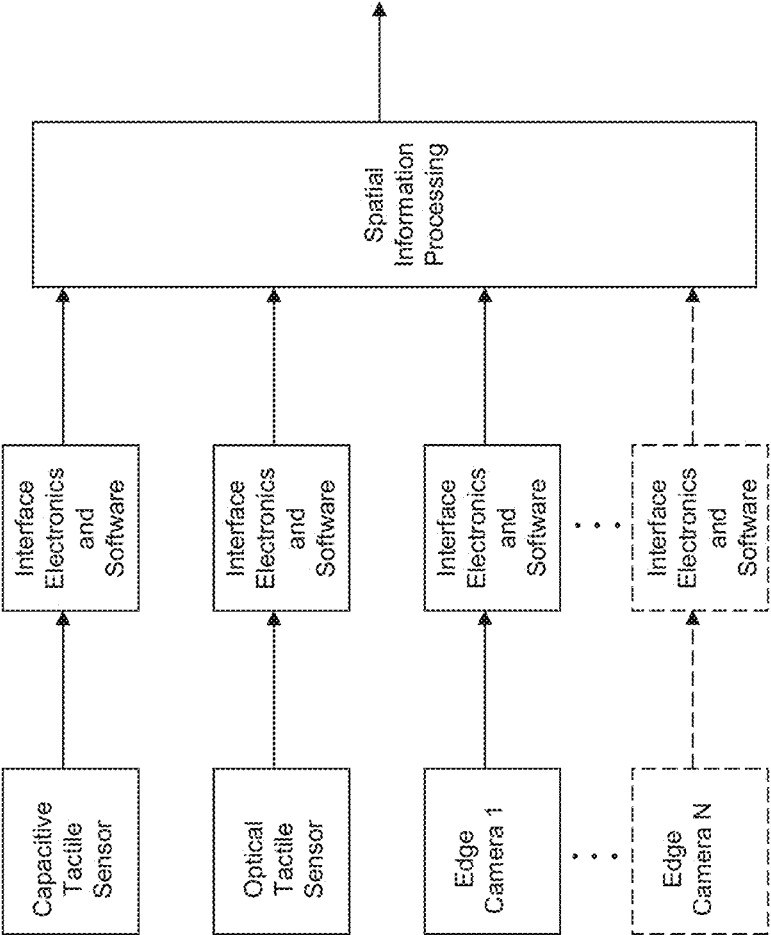 Capacitive
Tactile
Sensor
Interface
Electronics
and
Software
Optical
Tactile
Sensor
Interface
Electronics
and
Software
Edge
Camera 1
Interface
Electronics
and
Software
Edge
Camera N
Interface
Electronics
and
Software
Spatial
Information
Processing